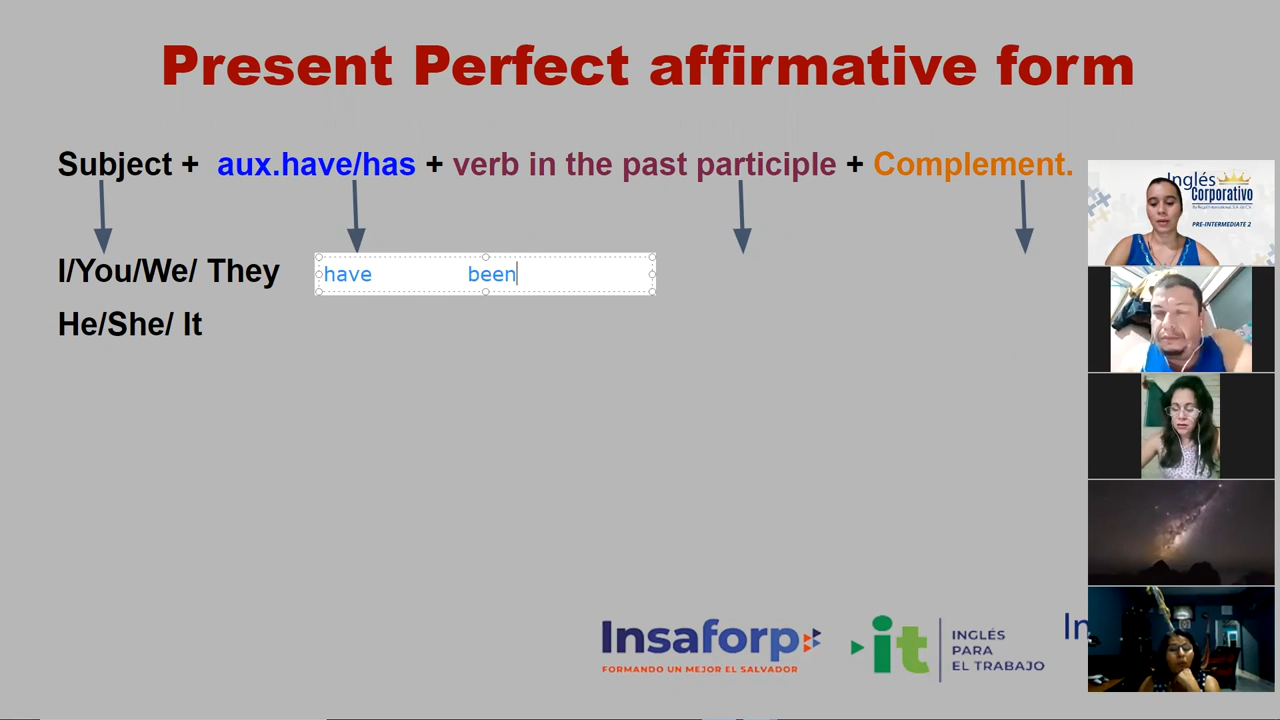 Present Perfect affirmative form
Subject + aux.have/has + verb in the past participle + Complement.
I/You/We/ They have been
He/She/ It
Inglés
Corporativo
PRE-INTERMEDIATE 2
Insaforp
FORMANDO UN MEJOR EL SALVADOR
it
INGLÉS
PARA
EL TRABAJO
In